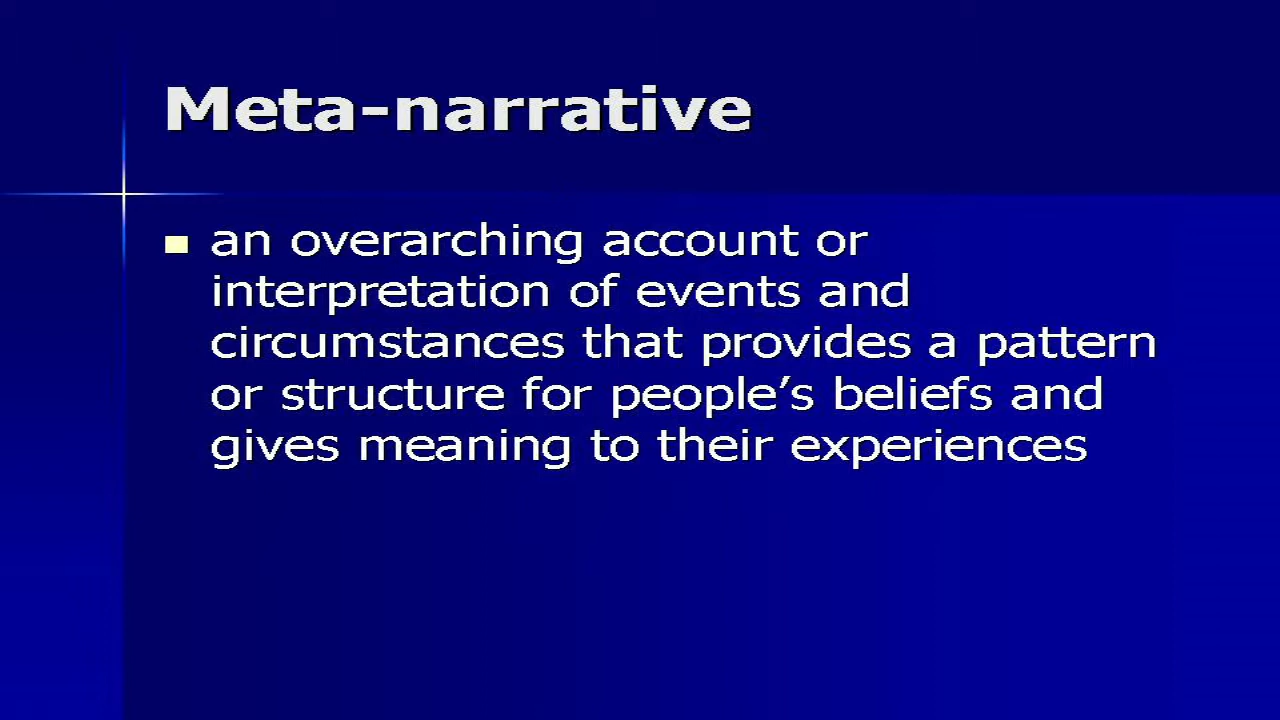 Meta-narrative
an overarching account or
interpretation of events and
circumstances that provides a pattern
or structure for people’s beliefs and
gives meaning to their experiences